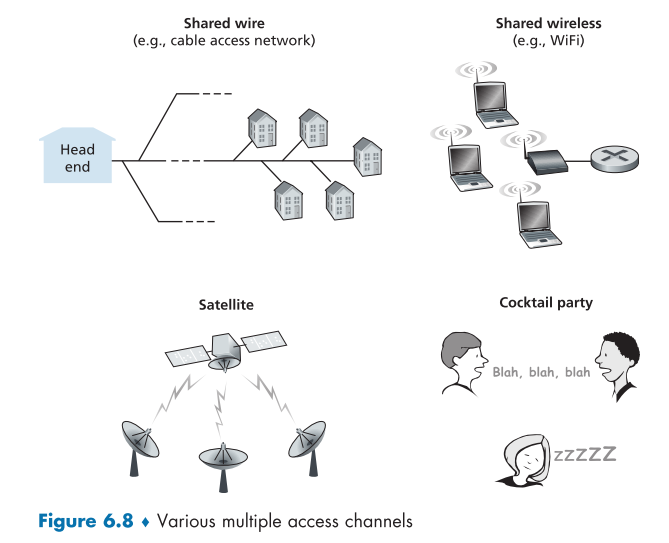 Shared wire
(e.g., cable access network)
Shared wireless
(e.g., WiFi)
Head
end
Satellite
Cocktail party
Blah, blah, blah
zzzzz
Figure 6.8 ♦ Various multiple access channels